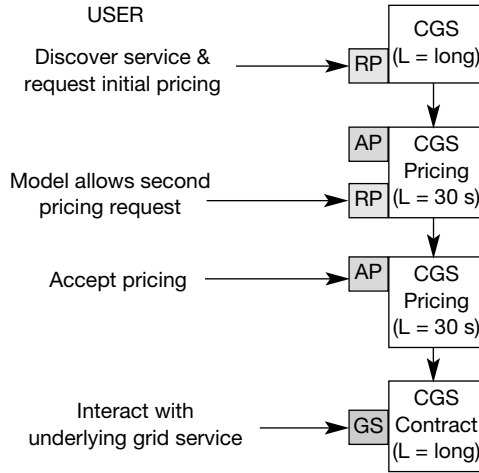 USER
Discover service &
request initial pricing
RP
CGS
(L = long)
AP
Model allows second
pricing request
RP
CGS
Pricing
(L = 30 s)
Accept pricing
AP
CGS
Pricing
(L = 30 s)
Interact with
underlying grid service
GS
CGS
Contract
(L = long)